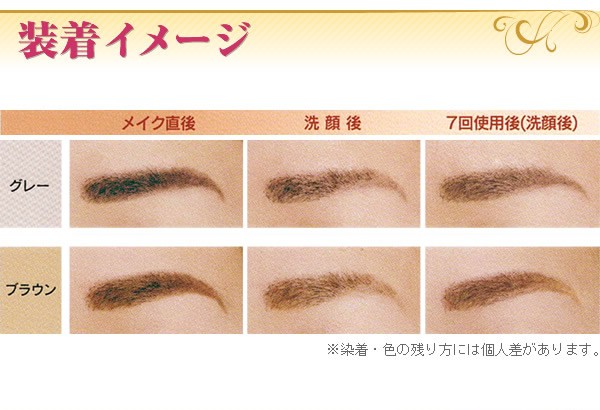 装着イメージ
メイク直後 洗顔後 7回使用後(洗顔後)
グレー
ブラウン
※染着・色の残り方には個人差があります。